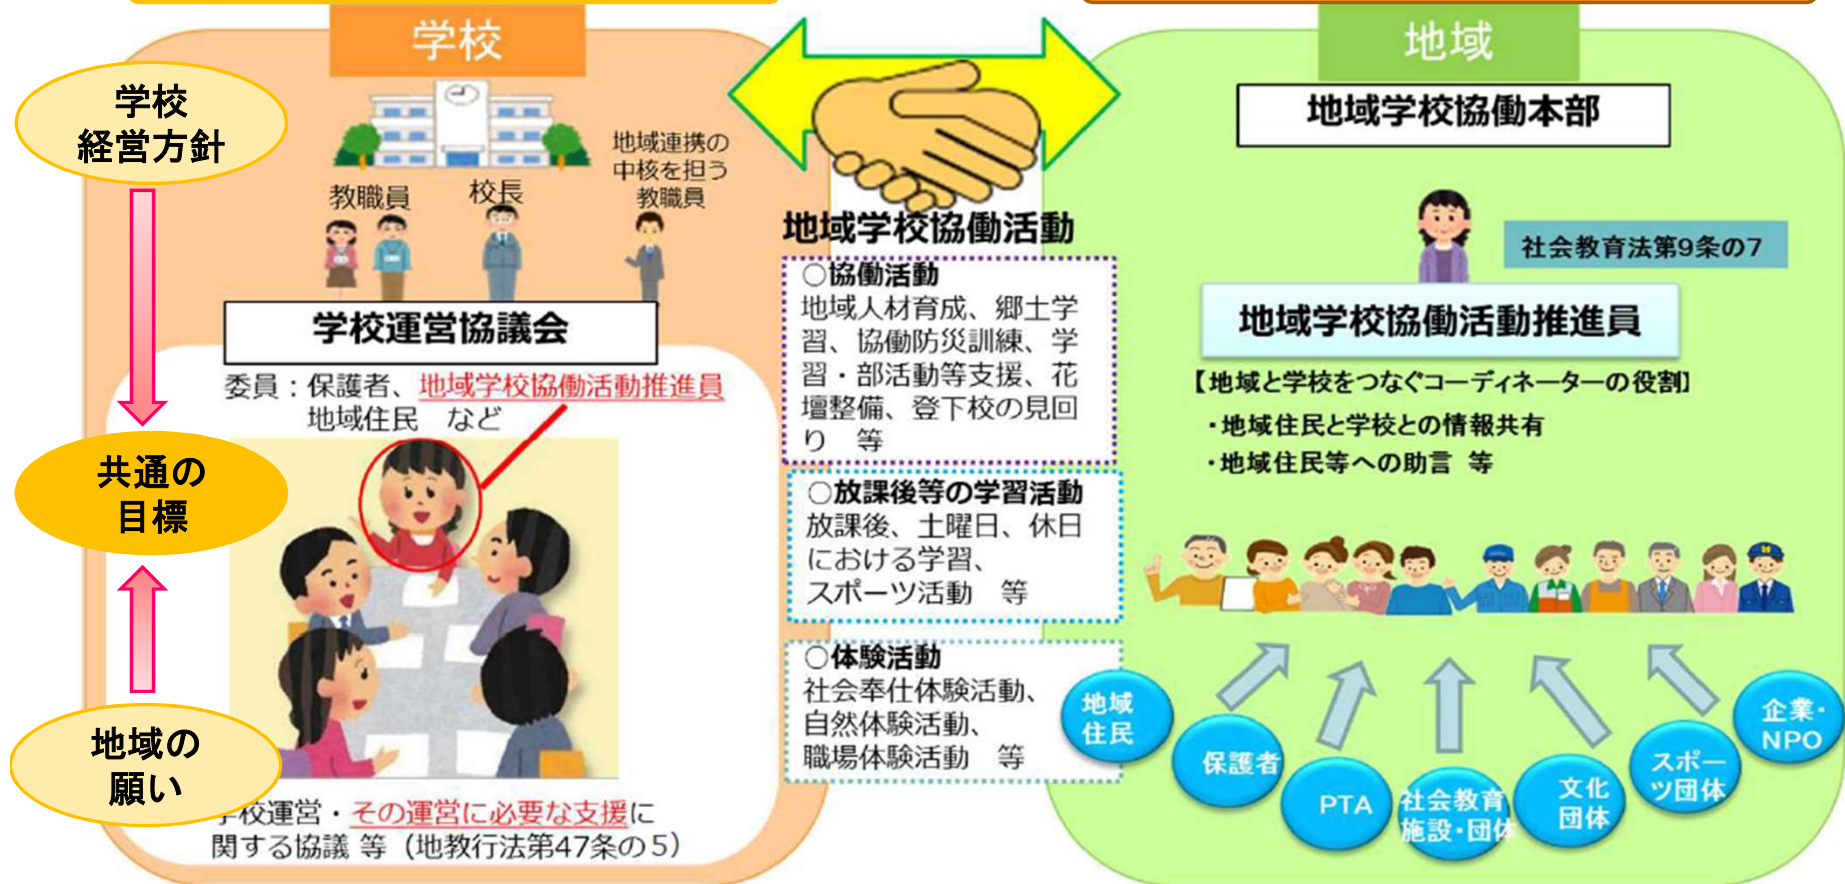 学校
学校
経営方針
共通の
目標
地域の
願い
教職員
校長
地域連携の
中核を担う
教職員
学校運営協議会
委員：保護者、地域学校協働活動推進員
地域住民　など
学校運営・その運営に必要な支援に
関する協議 等（地教行法第47条の5）
地域学校協働活動
○協働活動
地域人材育成、郷土学
習、協働防災訓練、学
習・部活動等支援、花
壇整備、登下校の見回
り　等
○放課後等の学習活動
放課後、土曜日、休日
における学習、
スポーツ活動　等
○体験活動
社会奉仕体験活動、
自然体験活動、
職場体験活動　等
地域
地域学校協働本部
社会教育法第9条の7
地域学校協働活動推進員
【地域と学校をつなぐコーディネーターの役割】
・地域住民と学校との情報共有
・地域住民等への助言 等
地域
住民
保護者
PTA
社会教育
施設・団体
文化
団体
スポー
ツ団体
企業・
NPO